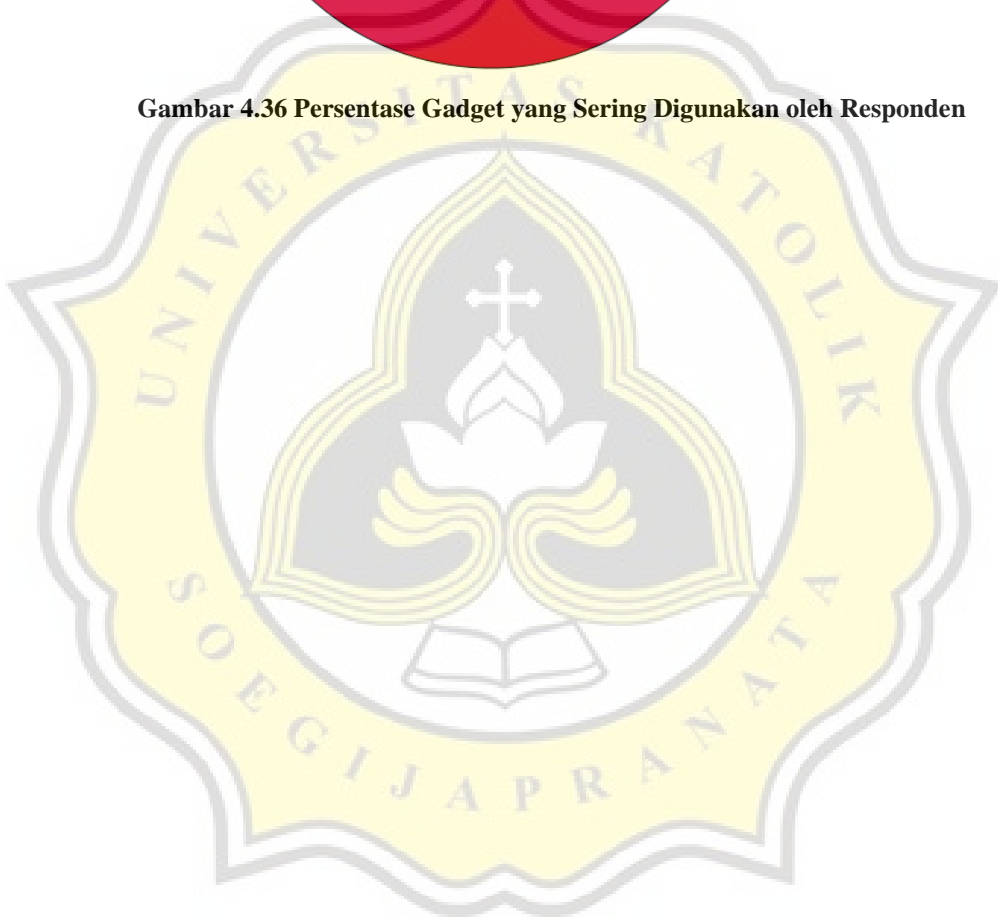 Gambar 4.36 Persentase Gadget yang Sering Digunakan oleh Responden
UNIVERSITAS KATOLIK
SOEGIJAPRANATA